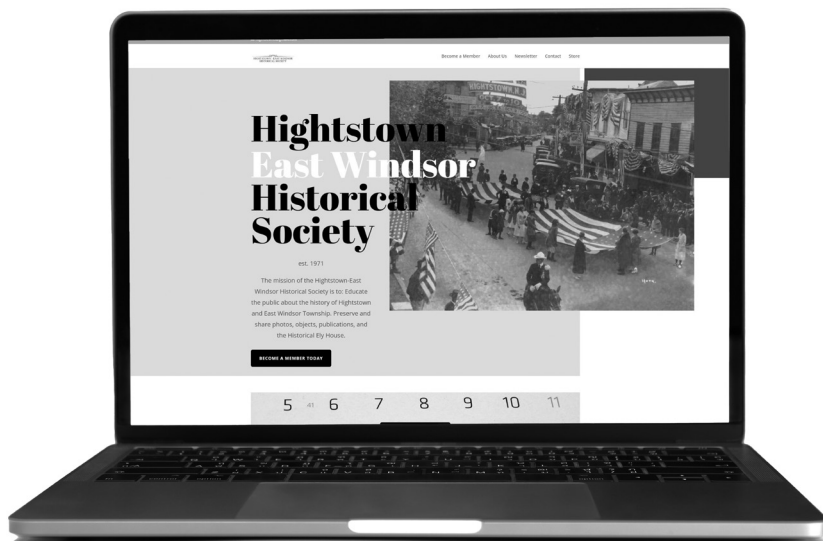 Become a Member About Us Newsletter Contact Store
HIGHTSTOWN, N.J.
Hightstown
East Windsor
Historical
Society
est. 1971
The mission of the Hightstown-East
Windsor Historical Society is to: Educate
the public about the history of Hightstown
and East Windsor Township. Preserve and
share photos, objects, publications, and
the Historical Ely House.
BECOME A MEMBER TODAY
5 41 6 7 8 9 10 11